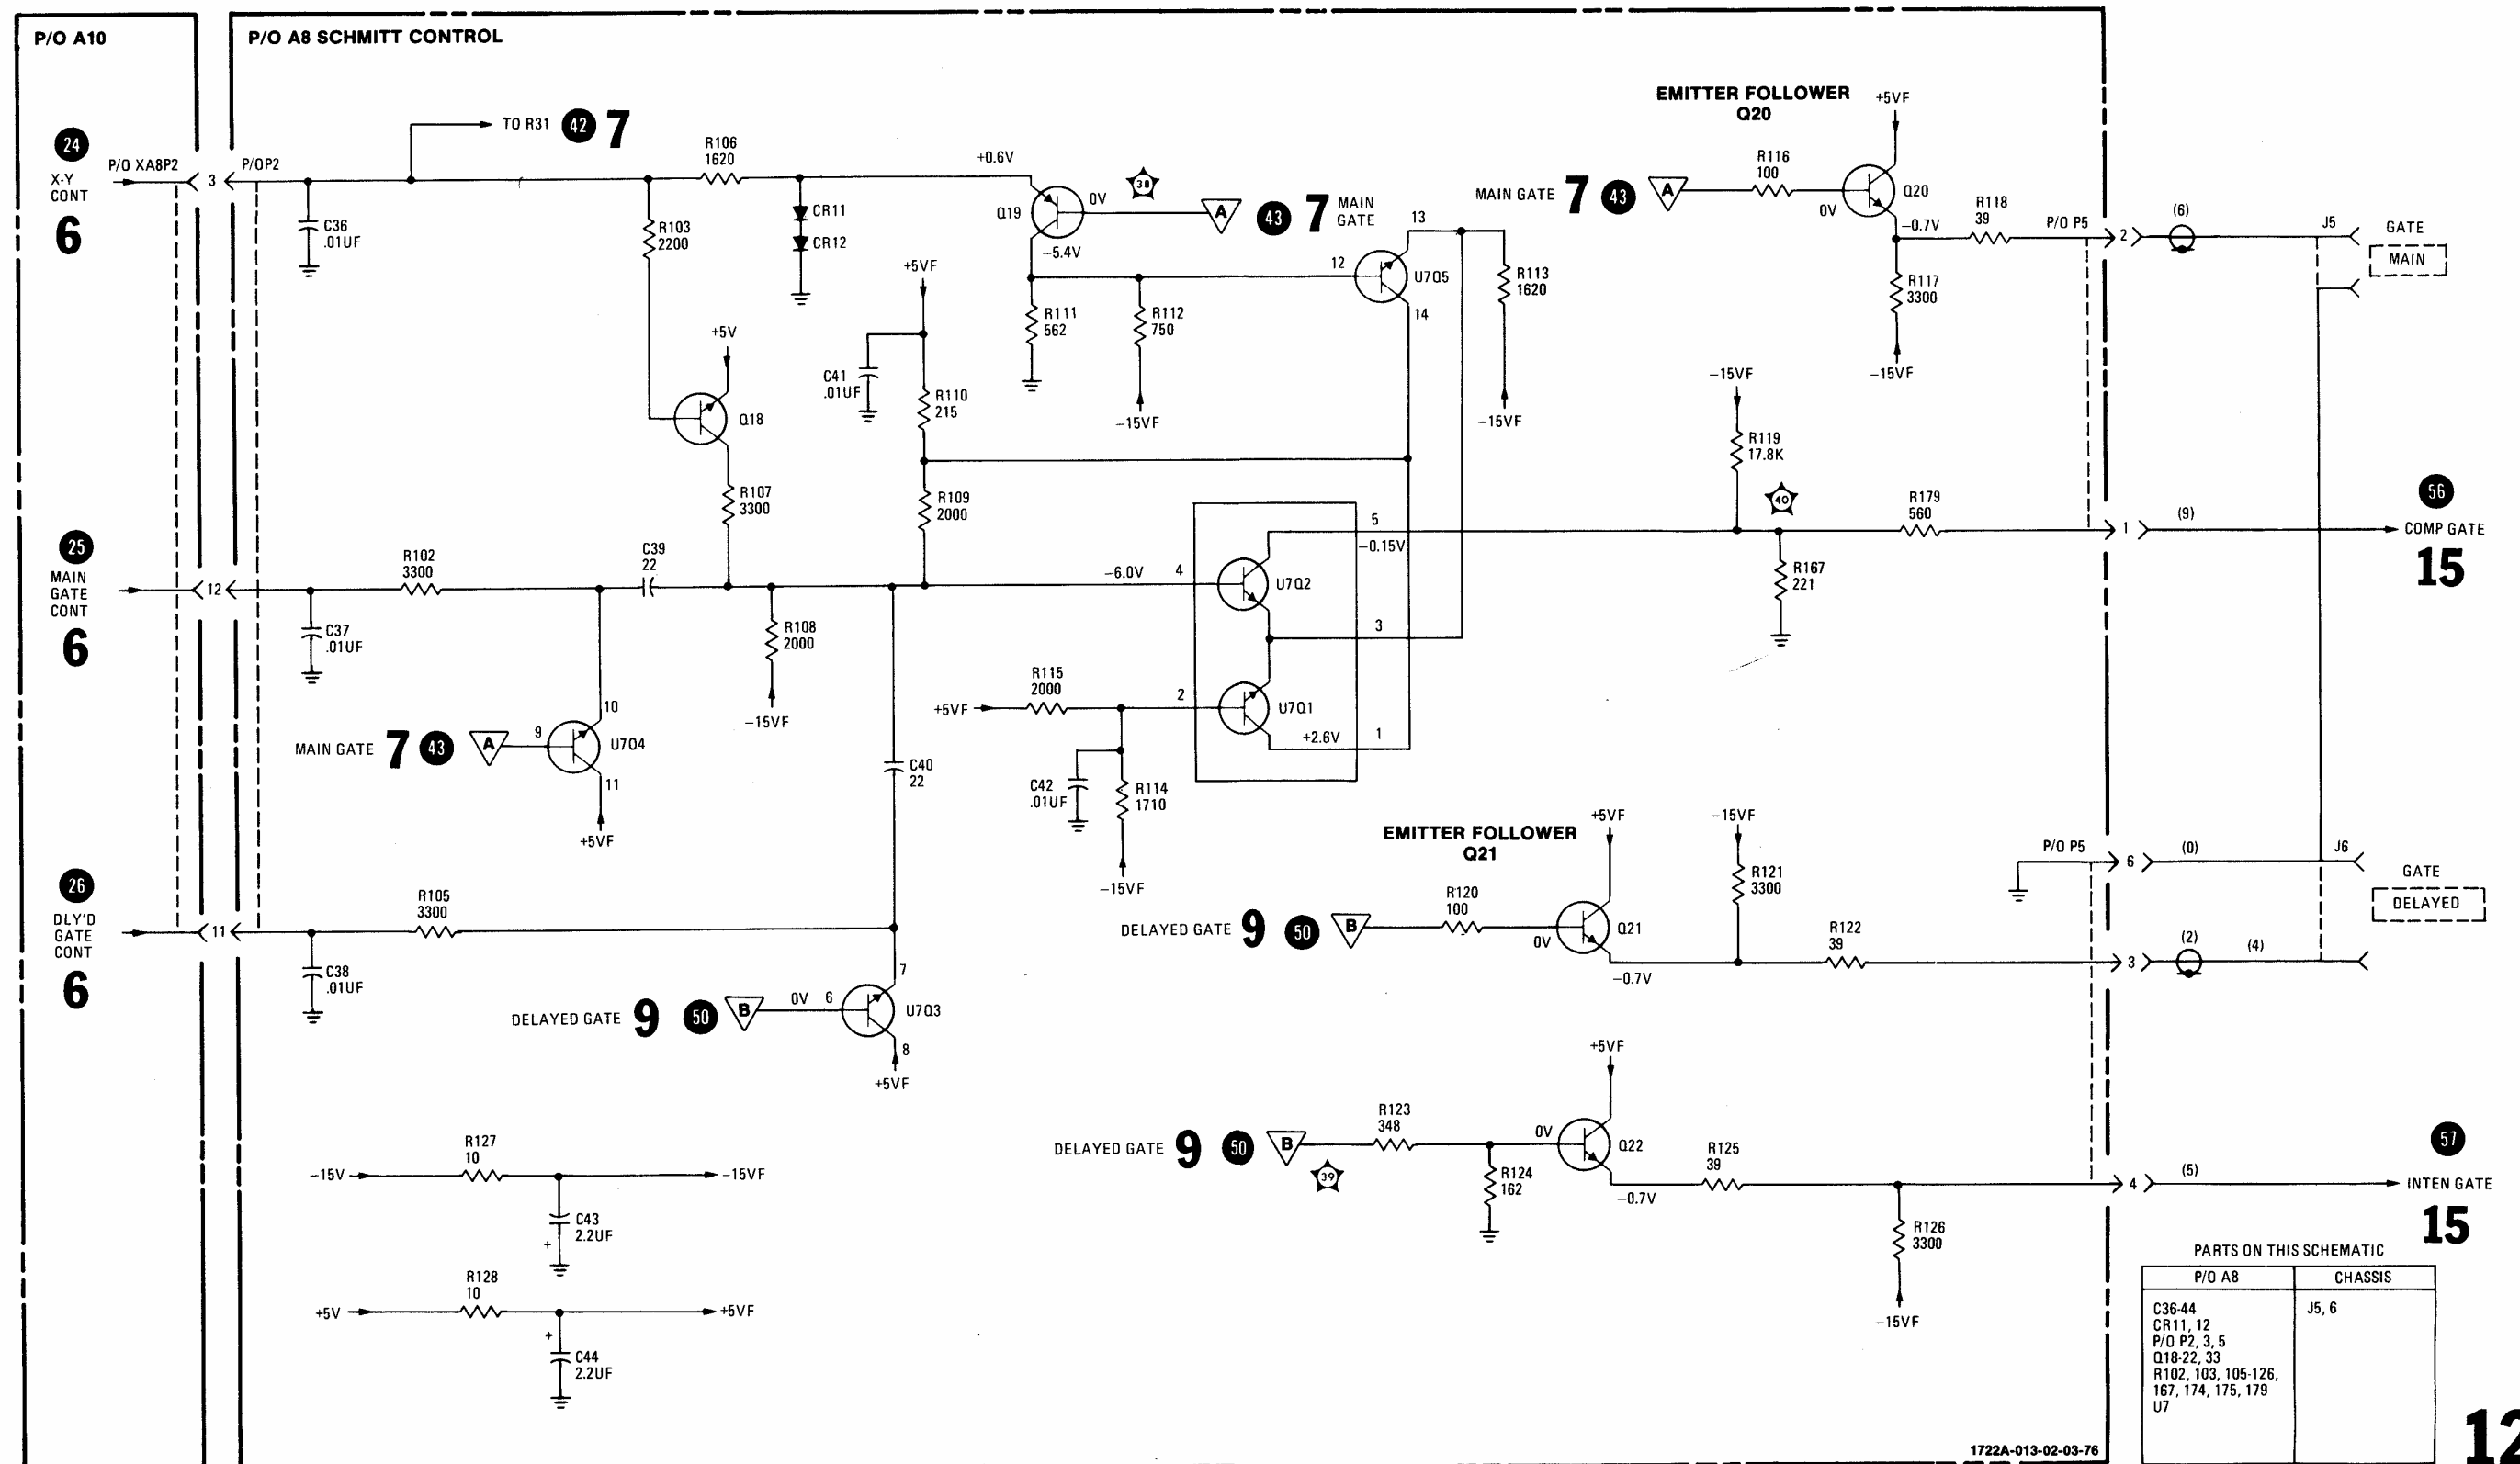 P/O A10
P/O A8 SCHMITT CONTROL
24
P/O XA8P2
X-Y
CONT
6
3
P/OP2
TO R31
42
7
C36
.01UF
R106
1620
R103
2200
CR11
CR12
+0.6V
38
Q19
0V
A
43
7
MAIN
GATE
-5.4V
R111
562
R112
750
-15VF
12
13
U7Q5
14
R113
1620
-15VF
EMITTER FOLLOWER
Q20
+5VF
MAIN GATE
7
43
A
R116
100
0V
Q20
-0.7V
R118
39
P/O P5
2
(6)
J5
GATE
MAIN
R117
3300
-15VF
+5V
Q18
R107
3300
+5VF
C41
.01UF
R110
215
R109
2000
-15VF
R119
17.8K
40
R179
560
1
(9)
56
COMP GATE
15
R167
221
25
MAIN
GATE
CONT
6
12
C37
.01UF
R102
3300
C39
22
R108
2000
-15VF
-6.0V
4
5
-0.15V
U7Q2
3
R115
2000
+5VF
2
U7Q1
+2.6V
1
C42
.01UF
R114
1710
-15VF
MAIN GATE
7
43
A
9
10
U7Q4
11
+5VF
C40
22
26
DLY'D
GATE
CONT
6
11
C38
.01UF
R105
3300
DELAYED GATE
9
50
B
0V
6
7
U7Q3
8
+5VF
EMITTER FOLLOWER
Q21
+5VF
DELAYED GATE
9
50
B
R120
100
0V
Q21
-0.7V
-15VF
R121
3300
R122
39
P/O P5
6
(0)
J6
GATE
DELAYED
3
(2)
(4)
+5VF
DELAYED GATE
9
50
B
39
R123
348
R124
162
0V
Q22
-0.7V
R125
39
R126
3300
-15VF
4
(5)
57
INTEN GATE
15
-15V
R127
10
-15VF
C43
2.2UF
+
+5V
R128
10
+5VF
+
C44
2.2UF
PARTS ON THIS SCHEMATIC
P/O A8
CHASSIS
C36-44
J5, 6
CR11, 12
P/O P2, 3, 5
Q18-22, 33
R102, 103, 105-126,
167, 174, 175, 179
U7
1722A-013-02-03-76
12